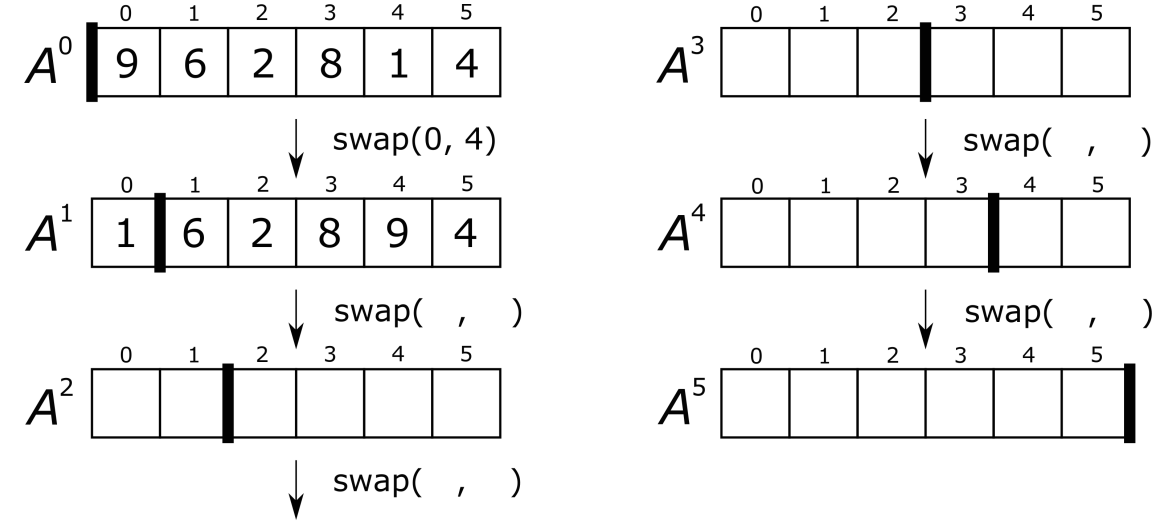 0 1 2 3 4 5
A⁰ 9 6 2 8 1 4
swap(0, 4)
0 1 2 3 4 5
A¹ 1 6 2 8 9 4
swap( , )
0 1 2 3 4 5
A²
swap( , )
0 1 2 3 4 5
A³
swap( , )
0 1 2 3 4 5
A⁴
swap( , )
0 1 2 3 4 5
A⁵